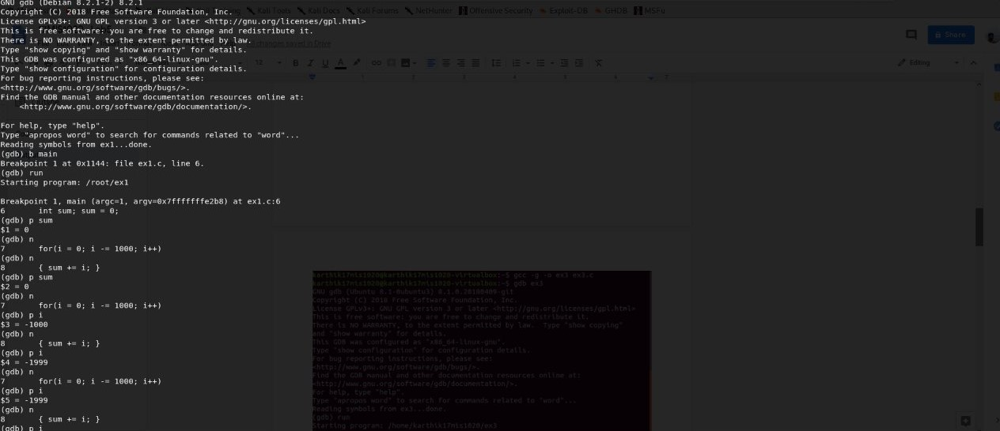 GNU gdb (Debian 8.2.1-2) 8.2.1
Copyright (C) 2018 Free Software Foundation, Inc.
License GPLv3+: GNU GPL version 3 or later <http://gnu.org/licenses/gpl.html>
This is free software: you are free to change and redistribute it.
There is NO WARRANTY, to the extent permitted by law.
Type "show copying" and "show warranty" for details.
This GDB was configured as "x86_64-linux-gnu".
Type "show configuration" for configuration details.
For bug reporting instructions, please see:
<http://www.gnu.org/software/gdb/bugs/>.
Find the GDB manual and other documentation resources online at:
    <http://www.gnu.org/software/gdb/documentation/>.

For help, type "help".
Type "apropos word" to search for commands related to "word"...
Reading symbols from ex1...done.
(gdb) b main
Breakpoint 1 at 0x1144: file ex1.c, line 6.
(gdb) run
Starting program: /root/ex1

Breakpoint 1, main (argc=1, argv=0x7fffffffe2b8) at ex1.c:6
6       int sum; sum = 0;
(gdb) p sum
$1 = 0
(gdb) n
7       for(i = 0; i -= 1000; i++)
(gdb) n
8       { sum += i; }
(gdb) p sum
$2 = 0
(gdb) n
7       for(i = 0; i -= 1000; i++)
(gdb) p i
$3 = -1000
(gdb) n
8       { sum += i; }
(gdb) p i
$4 = -1999
(gdb) n
7       for(i = 0; i -= 1000; i++)
(gdb) p i
$5 = -1999
(gdb) n
8       { sum += i; }
(gdb) p i
Kali Tools Kali Docs Kali Forums NetHunter Offensive Security Exploit-DB GHDB MSFu
changes saved in Drive
Share
12 B I U A
Editing
1 2 3 4 5 6 7
karthik17mis1020@karthik17mis1020-virtualbox:~$ gcc -g -o ex3 ex3.c
karthik17mis1020@karthik17mis1020-virtualbox:~$ gdb ex3
GNU gdb (Ubuntu 8.1-0ubuntu3) 8.1.0.20180409-git
Copyright (C) 2018 Free Software Foundation, Inc.
License GPLv3+: GNU GPL version 3 or later <http://gnu.org/licenses/gpl.html>
This is free software: you are free to change and redistribute it.
There is NO WARRANTY, to the extent permitted by law.  Type "show copying"
and "show warranty" for details.
This GDB was configured as "x86_64-linux-gnu".
Type "show configuration" for configuration details.
For bug reporting instructions, please see:
<http://www.gnu.org/software/gdb/bugs/>.
Find the GDB manual and other documentation resources online at:
<http://www.gnu.org/software/gdb/documentation/>.
For help, type "help".
Type "apropos word" to search for commands related to "word"...
Reading symbols from ex3...done.
(gdb) run
Starting program: /home/karthik17mis1020/ex3